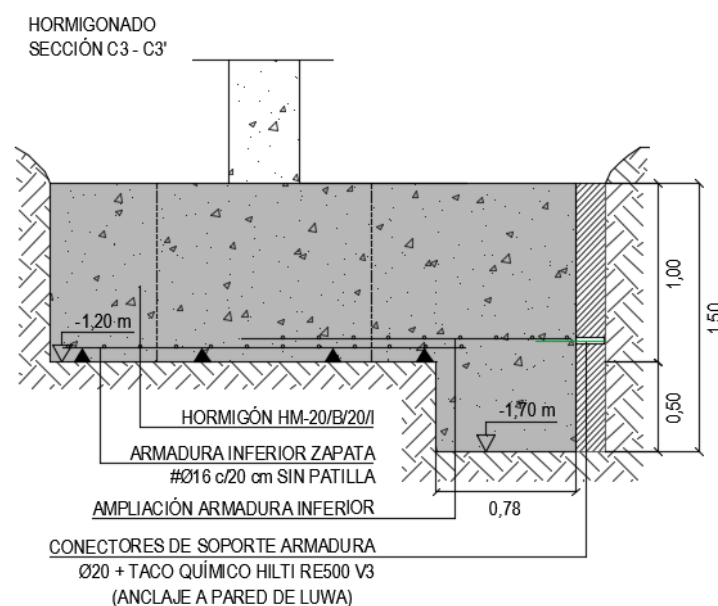 HORMIGONADO
SECCIÓN C3 - C3'
-1,20 m
1,00
1,50
0,50
-1,70 m
0,78
HORMIGÓN HM-20/B/20/I
ARMADURA INFERIOR ZAPATA
#Ø16 c/20 cm SIN PATILLA
AMPLIACIÓN ARMADURA INFERIOR
CONECTORES DE SOPORTE ARMADURA
Ø20 + TACO QUÍMICO HILTI RE500 V3
(ANCLAJE A PARED DE LUWA)